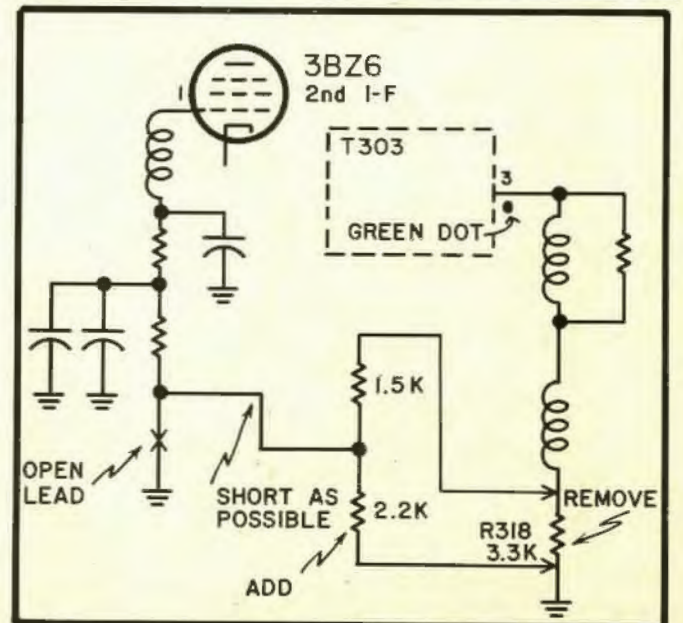 3BZ6
2nd I-F
1
T303
3
GREEN DOT
1.5 K
OPEN
LEAD
SHORT AS
POSSIBLE
2.2K
REMOVE
R318
3.3K
ADD